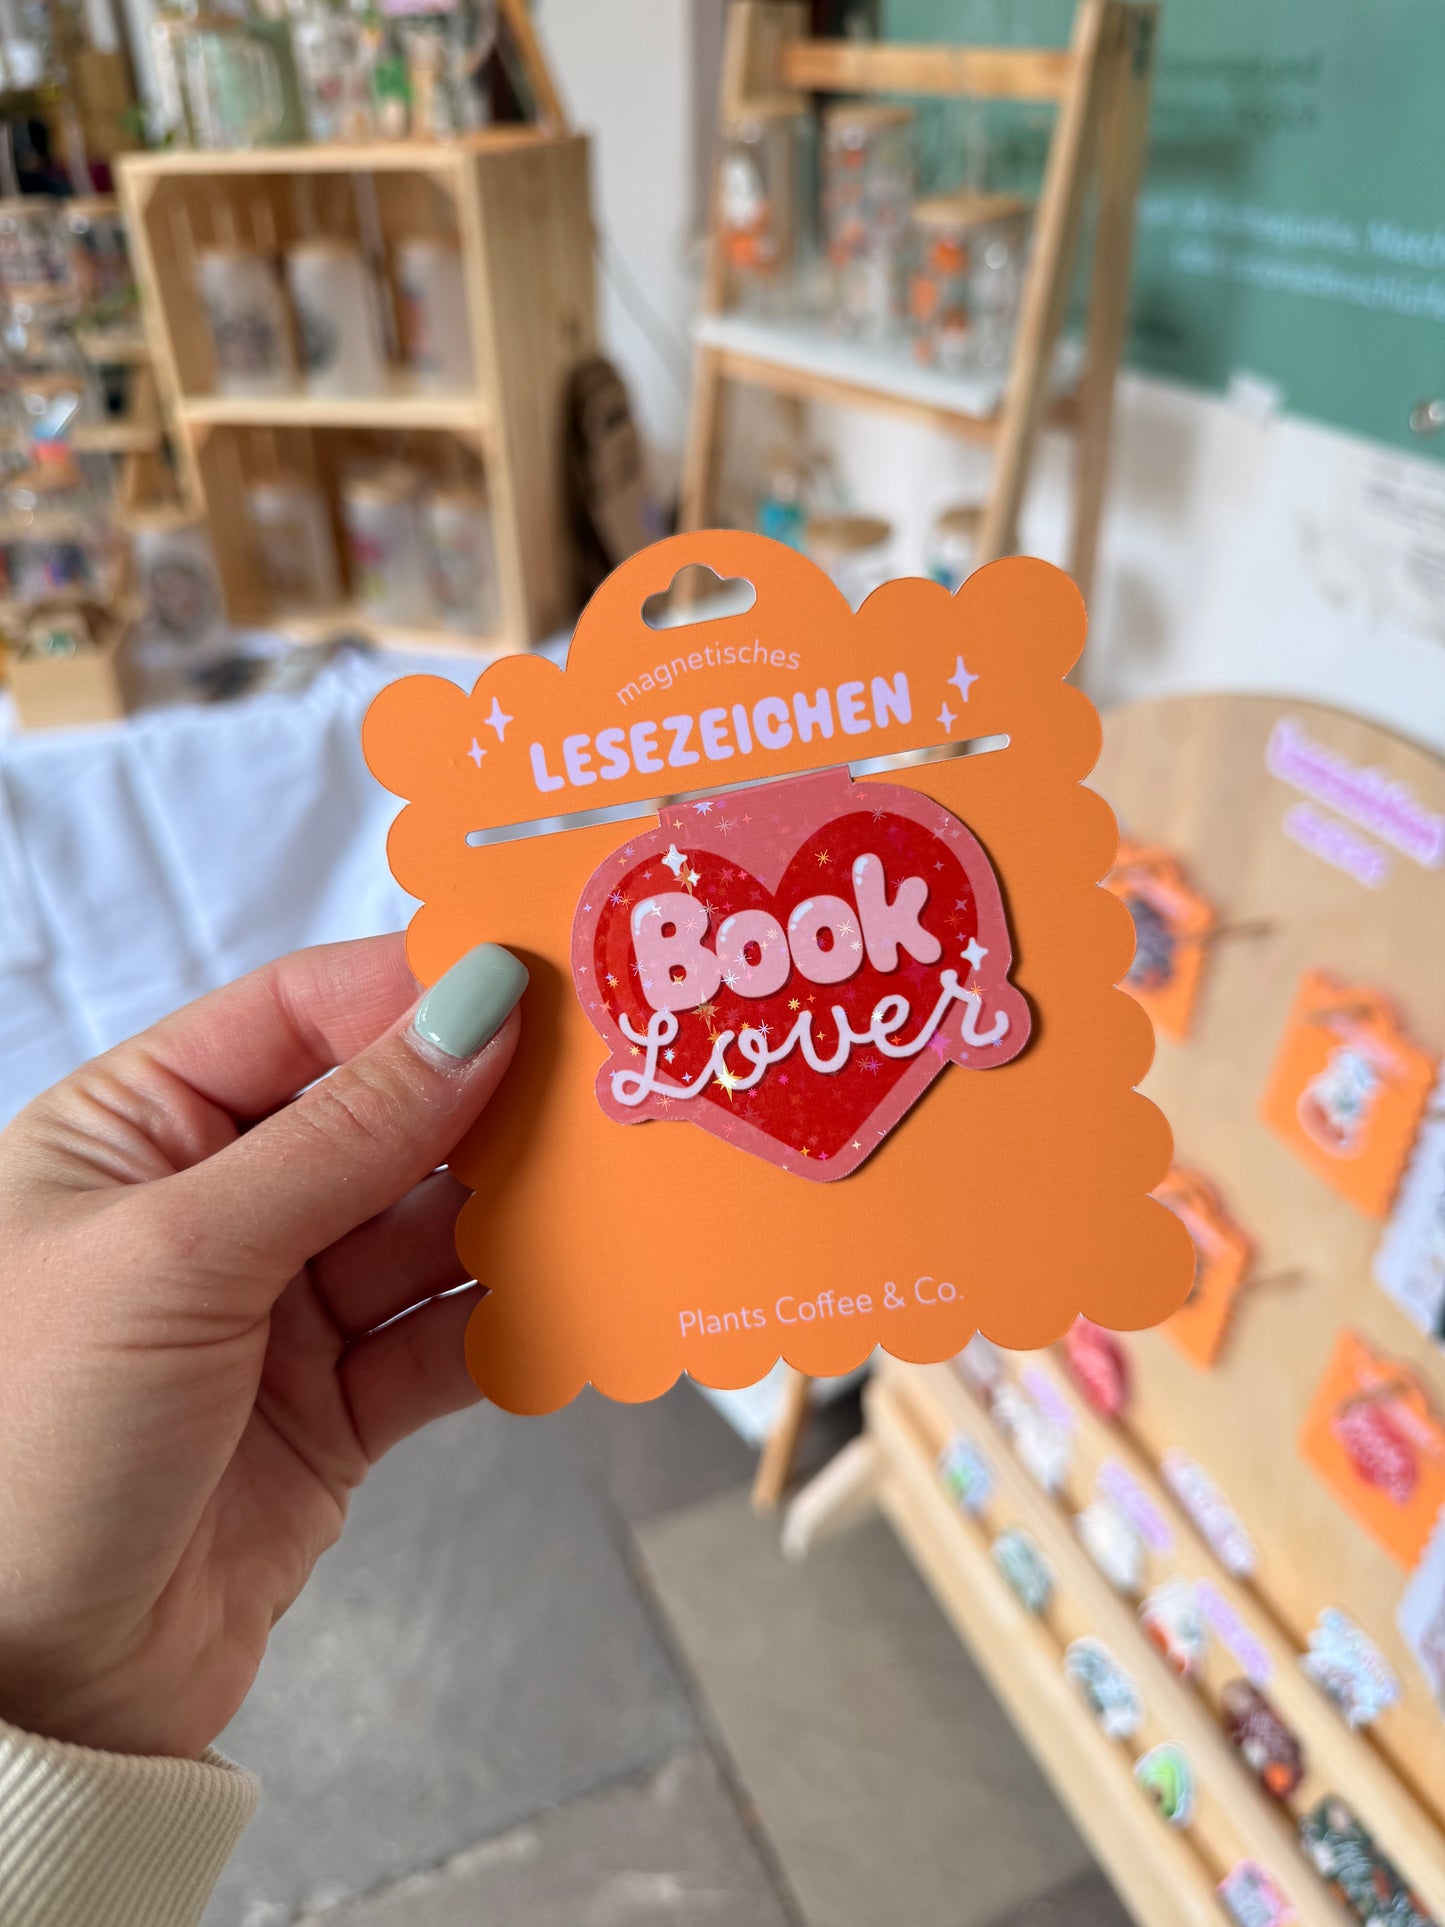 magnetisches
LESEZEICHEN
Book
Lover
Plants Coffee & Co.